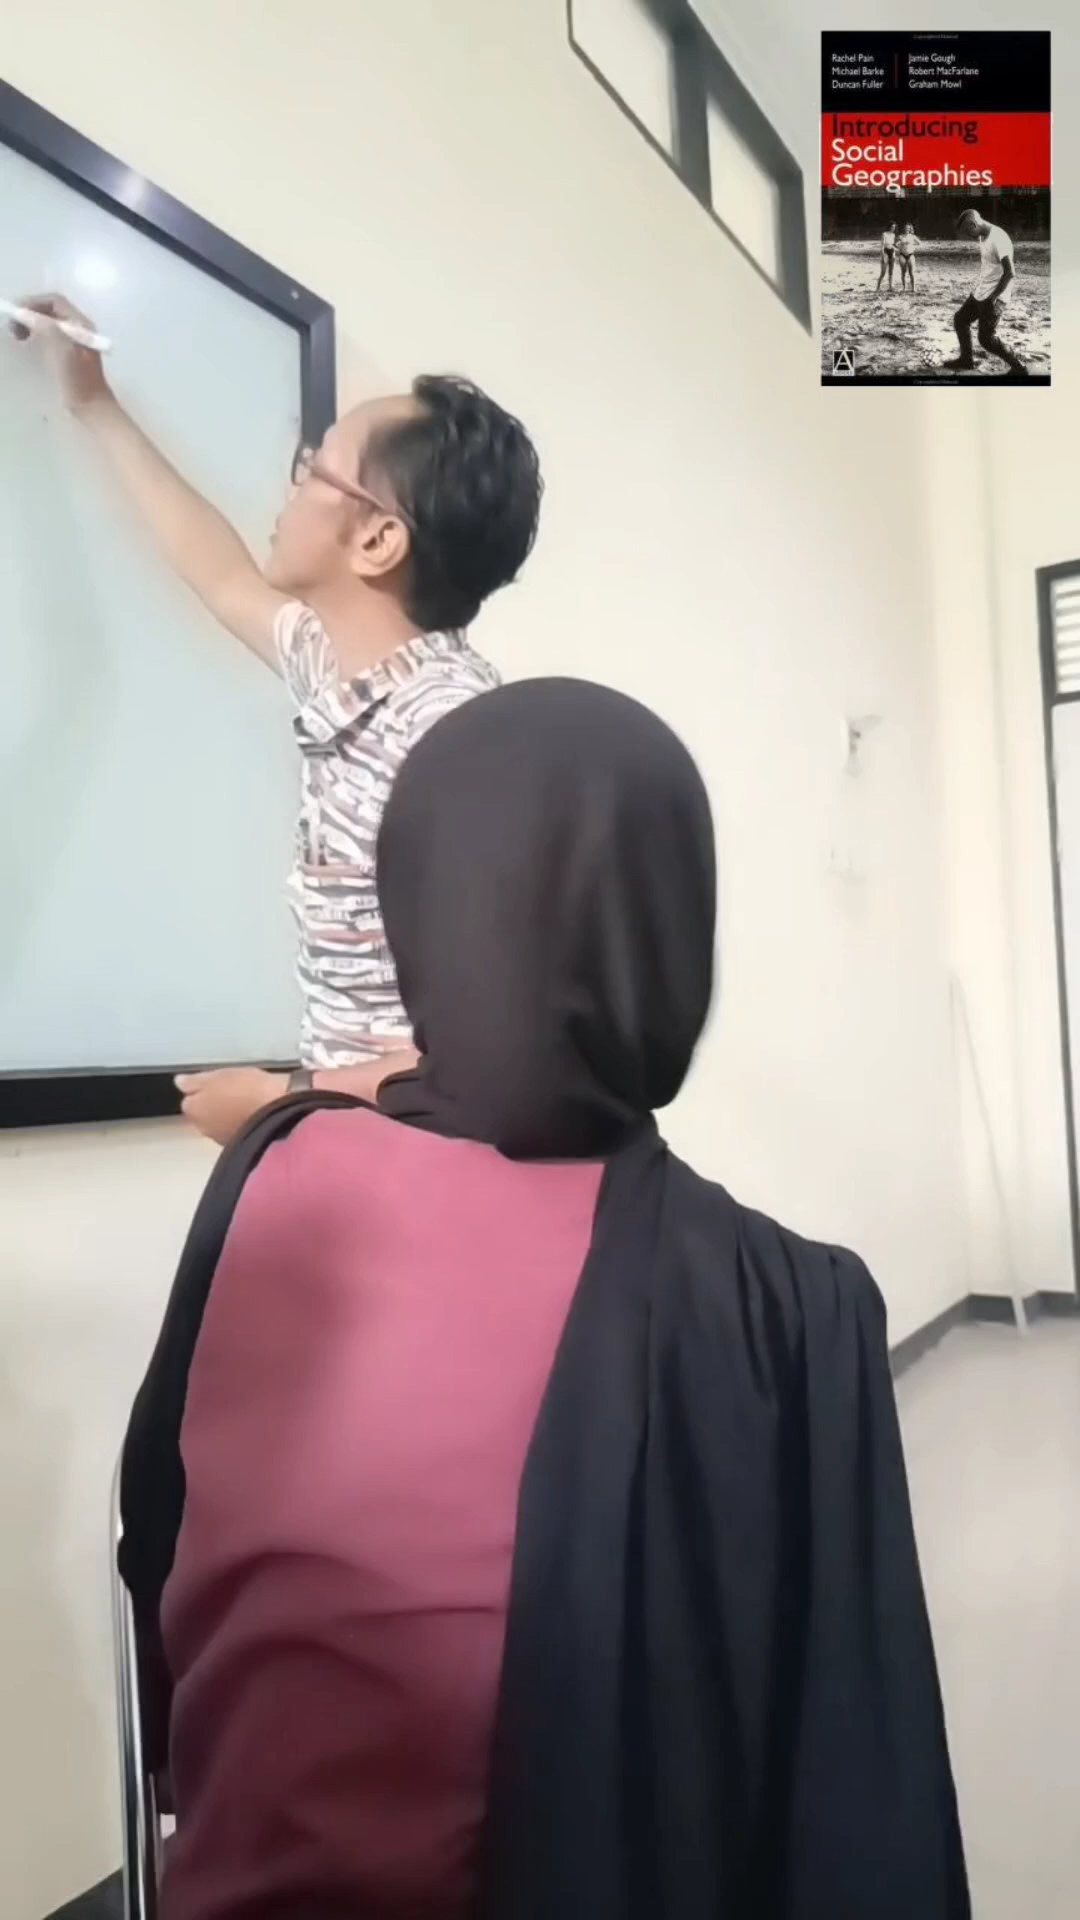 Rachel Pain
Michael Barke
Duncan Fuller
Jamie Gough
Robert MacFarlane
Graham Mowl
Introducing
Social
Geographies
A